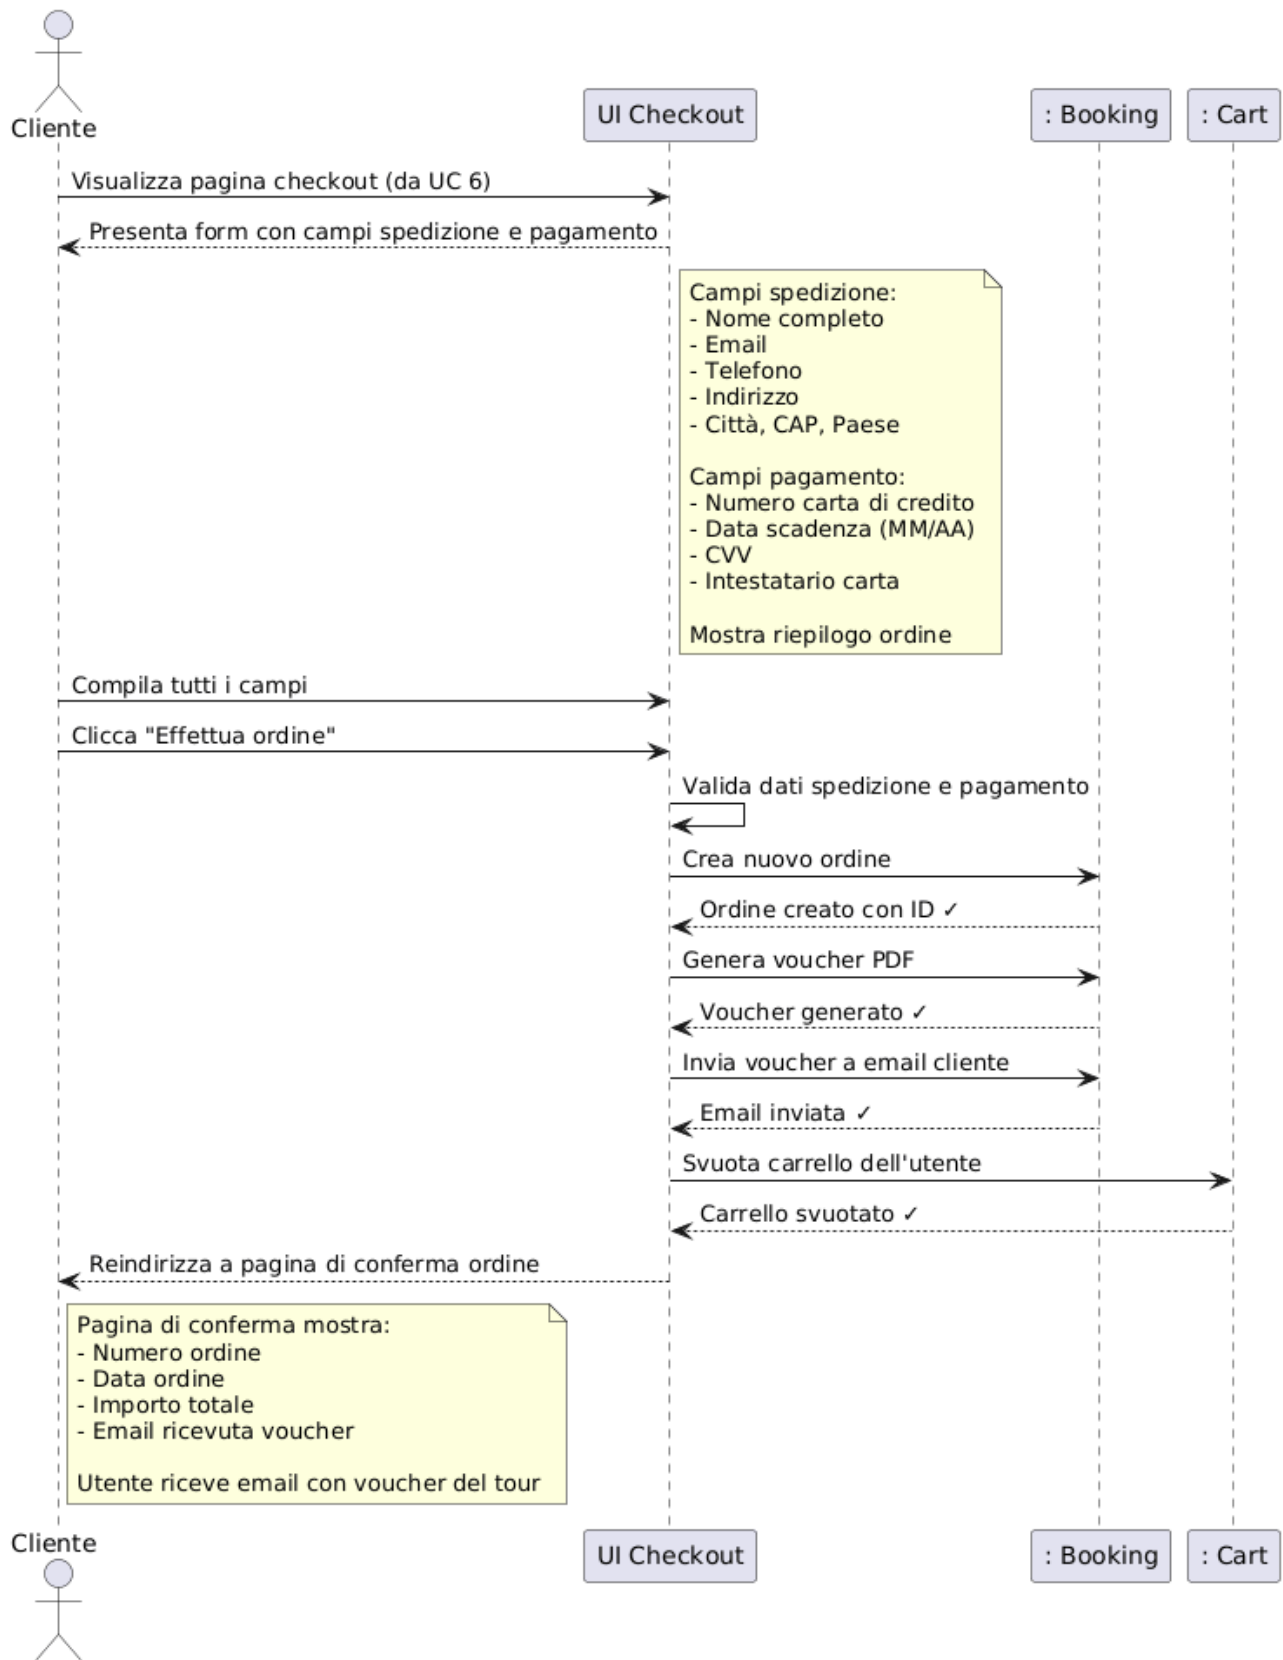 Cliente
UI Checkout
: Booking
: Cart
Visualizza pagina checkout (da UC 6)
Presenta form con campi spedizione e pagamento
Campi spedizione:
- Nome completo
- Email
- Telefono
- Indirizzo
- Città, CAP, Paese
Campi pagamento:
- Numero carta di credito
- Data scadenza (MM/AA)
- CVV
- Intestatario carta
Mostra riepilogo ordine
Compila tutti i campi
Clicca "Effettua ordine"
Valida dati spedizione e pagamento
Crea nuovo ordine
Ordine creato con ID ✓
Genera voucher PDF
Voucher generato ✓
Invia voucher a email cliente
Email inviata ✓
Svuota carrello dell'utente
Carrello svuotato ✓
Reindirizza a pagina di conferma ordine
Pagina di conferma mostra:
- Numero ordine
- Data ordine
- Importo totale
- Email ricevuta voucher
Utente riceve email con voucher del tour
Cliente
UI Checkout
: Booking
: Cart